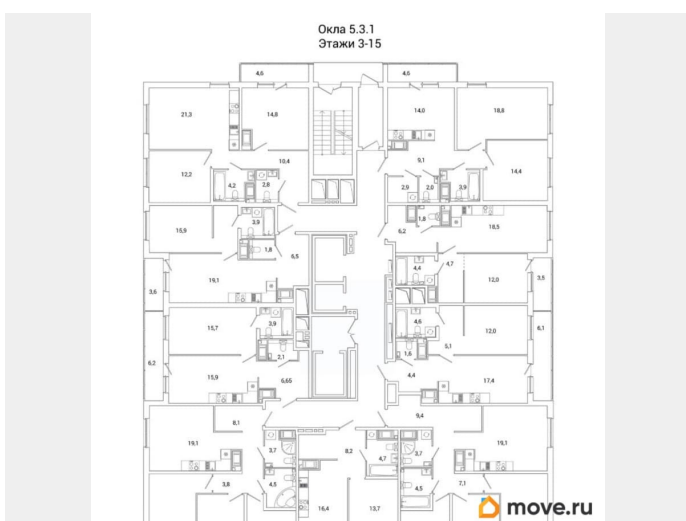 Окла 5.3.1
Этажи 3-15
4,6 4,6
21,3 14,8 14,0 18,8
10,4 9,1
12,2 14,4
4,2 2,8 2,9 2,0 3,9
15,9 3,9 1,8 18,5
1,8 6,5 6,2
4,4 4,7
19,1 12,0
3,6 3,5
15,7 3,9 4,6 12,0 6,1
2,1 1,6 5,1
6,2
15,9 6,65 4,4 17,4
8,1 9,4
19,1 3,7 8,2 4,7 3,7 19,1
3,8 4,5 4,5 7,1
16,4 13,7
move.ru